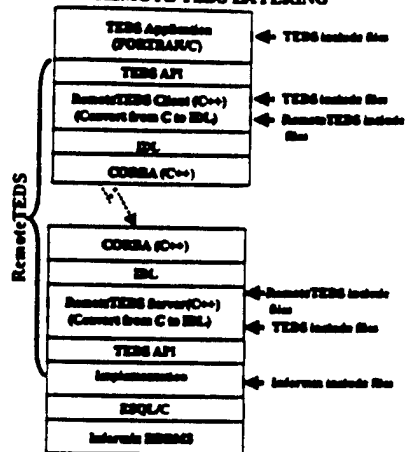 REMOTE TEDS LAYERING
TEDS Application
(FORTRAN/C)
TEDS include files
TEDS API
RemoteTEDS Client (C++)
(Convert from C to IDL)
TEDS include files
RemoteTEDS include
files
IDL
CORBA (C++)
RemoteTEDS
CORBA (C++)
IDL
RemoteTEDS Server(C++)
(Convert from C to IDL)
RemoteTEDS include
files
TEDS include files
TEDS API
Implementation
Informix include files
ESQL/C
Informix RDBMS